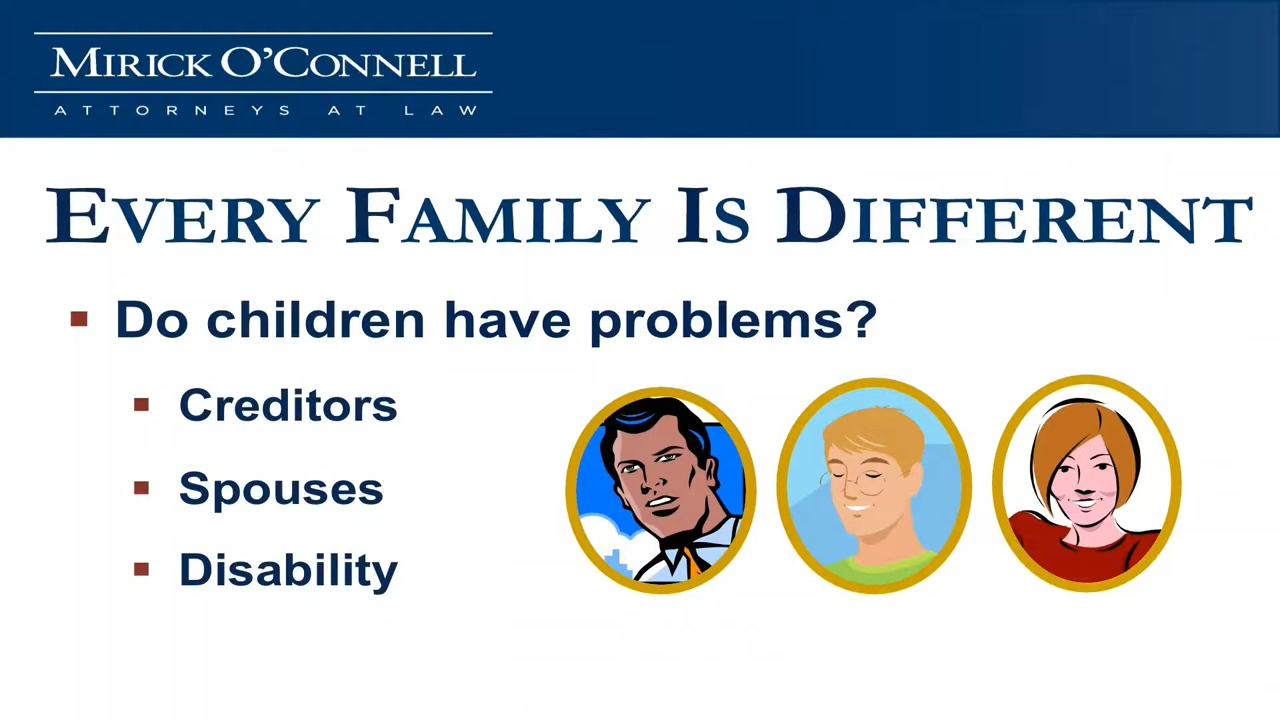 MIRICK O'CONNELL
ATTORNEYS AT LAW
EVERY FAMILY IS DIFFERENT
Do children have problems?
Creditors
Spouses
Disability